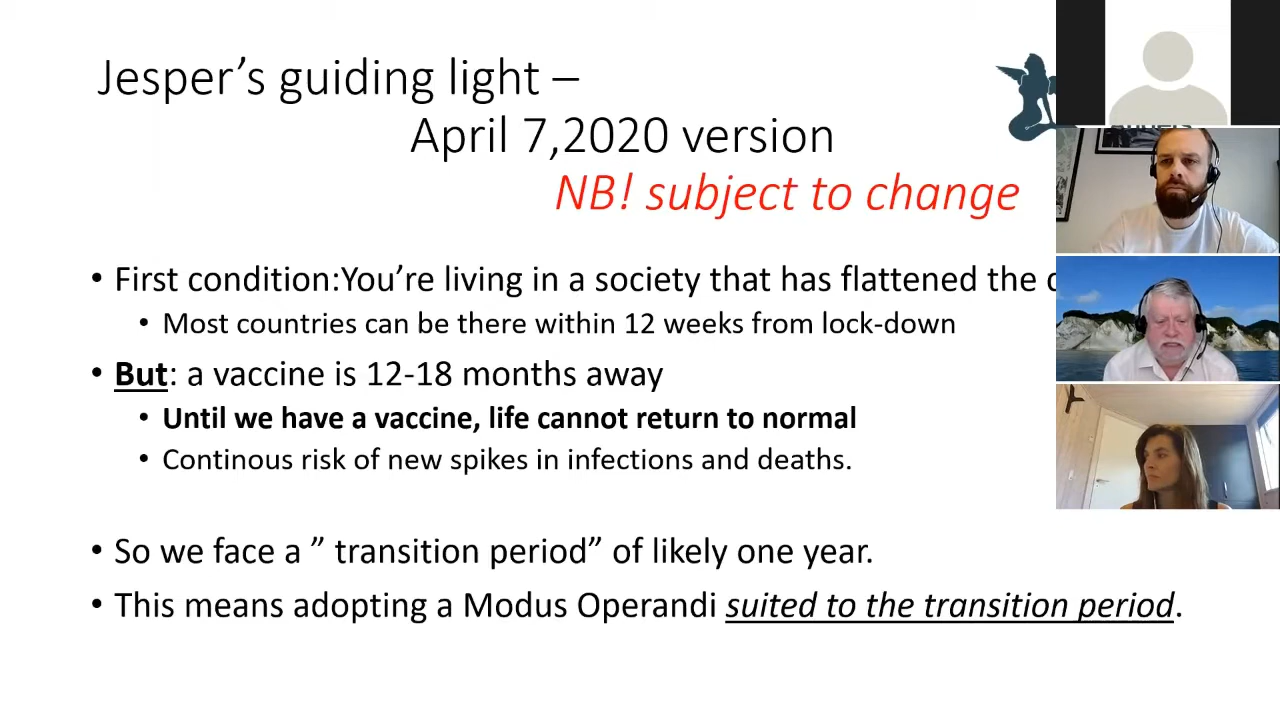 Jesper’s guiding light –
April 7,2020 version
NB! subject to change
• First condition:You’re living in a society that has flattened the
• Most countries can be there within 12 weeks from lock-down
• But: a vaccine is 12-18 months away
• Until we have a vaccine, life cannot return to normal
• Continous risk of new spikes in infections and deaths.
• So we face a ” transition period” of likely one year.
• This means adopting a Modus Operandi suited to the transition period.